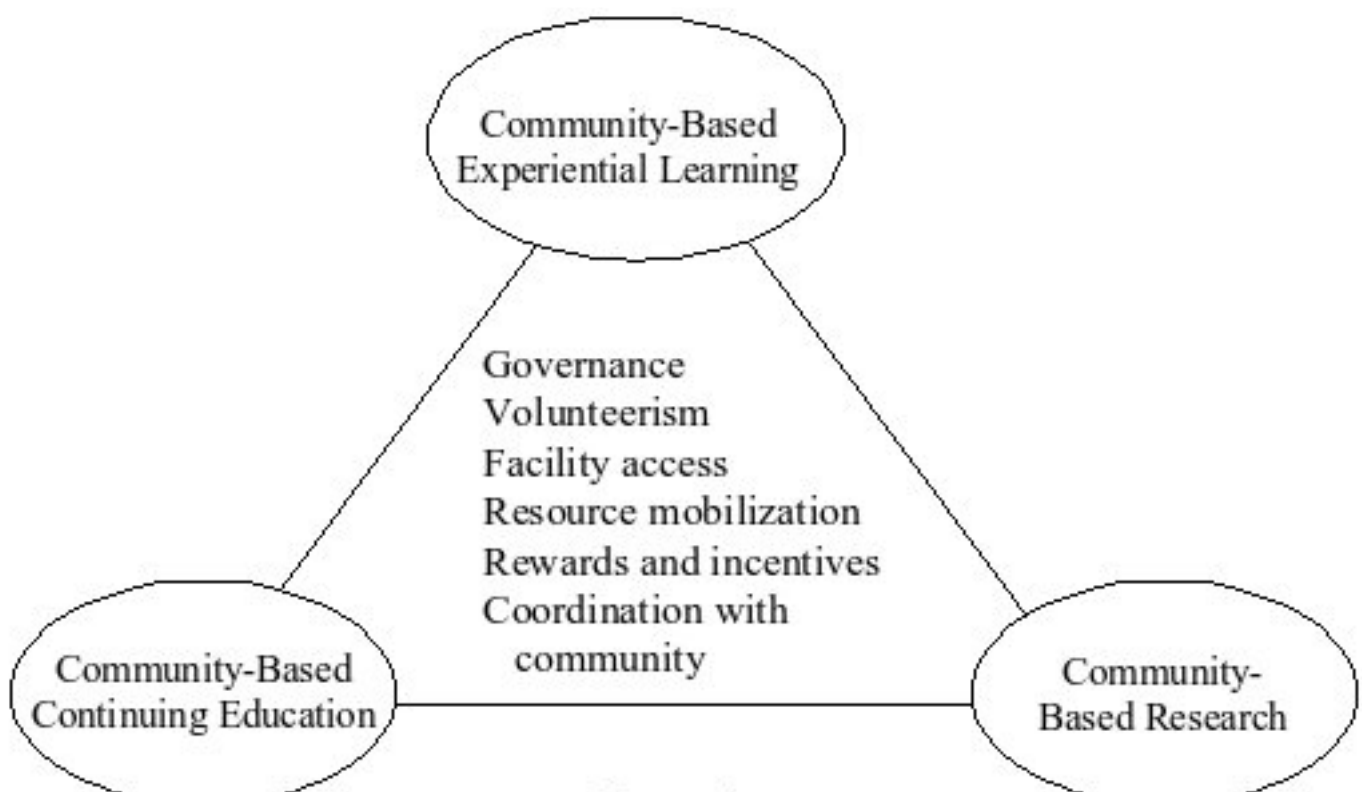 Community-Based
Experiential Learning
Governance
Volunteerism
Facility access
Resource mobilization
Rewards and incentives
Coordination with
community
Community-Based
Continuing Education
Community-
Based Research